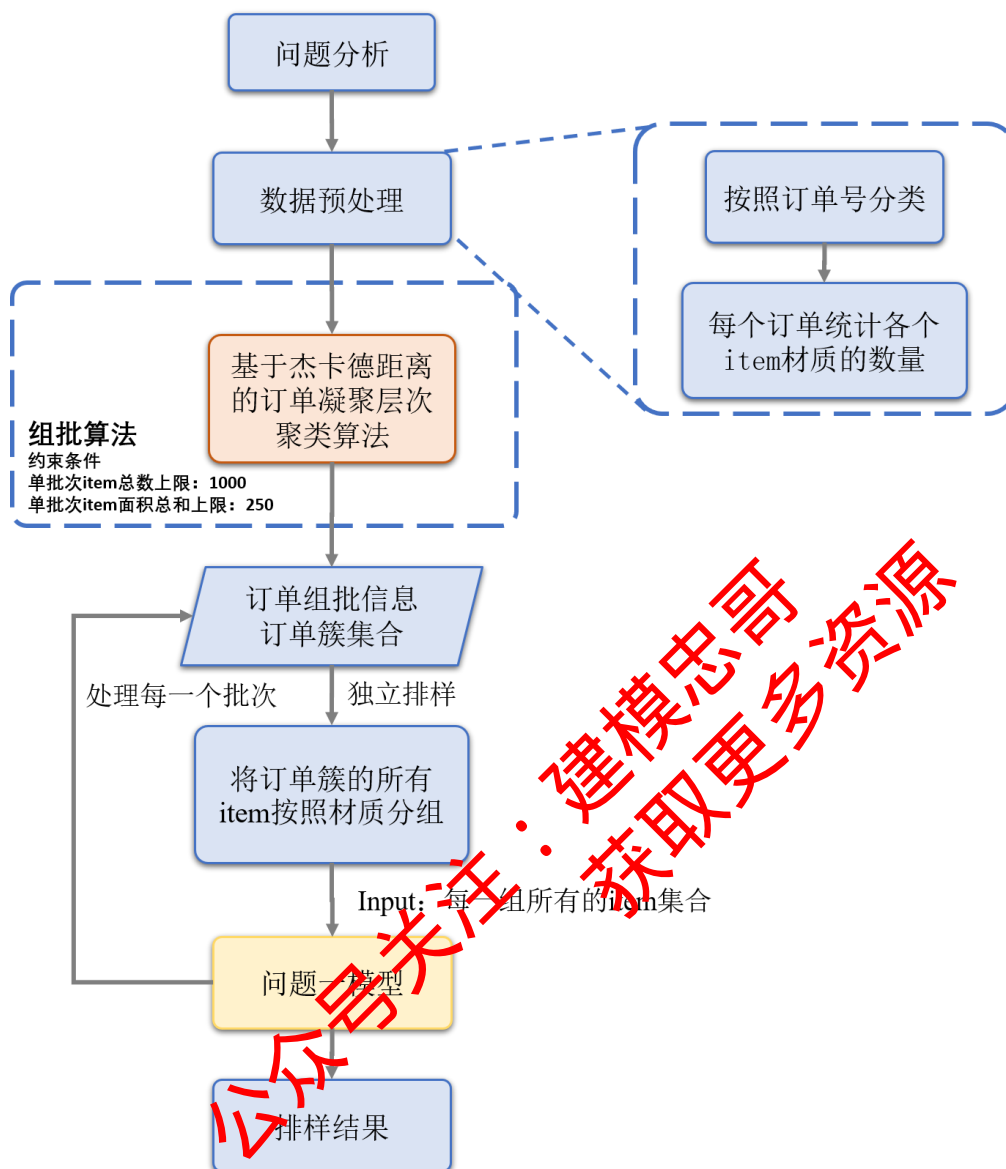 问题分析
数据预处理
按照订单号分类
每个订单统计各个
item材质的数量
基于杰卡德距离
的订单凝聚层次
聚类算法
组批算法
约束条件
单批次item总数上限：1000
单批次item面积总和上限：250
订单组批信息
订单簇集合
处理每一个批次
独立排样
将订单簇的所有
item按照材质分组
Input：每一组所有的item集合
问题一模型
排样结果
公众号关注：建模忠哥
获取更多资源